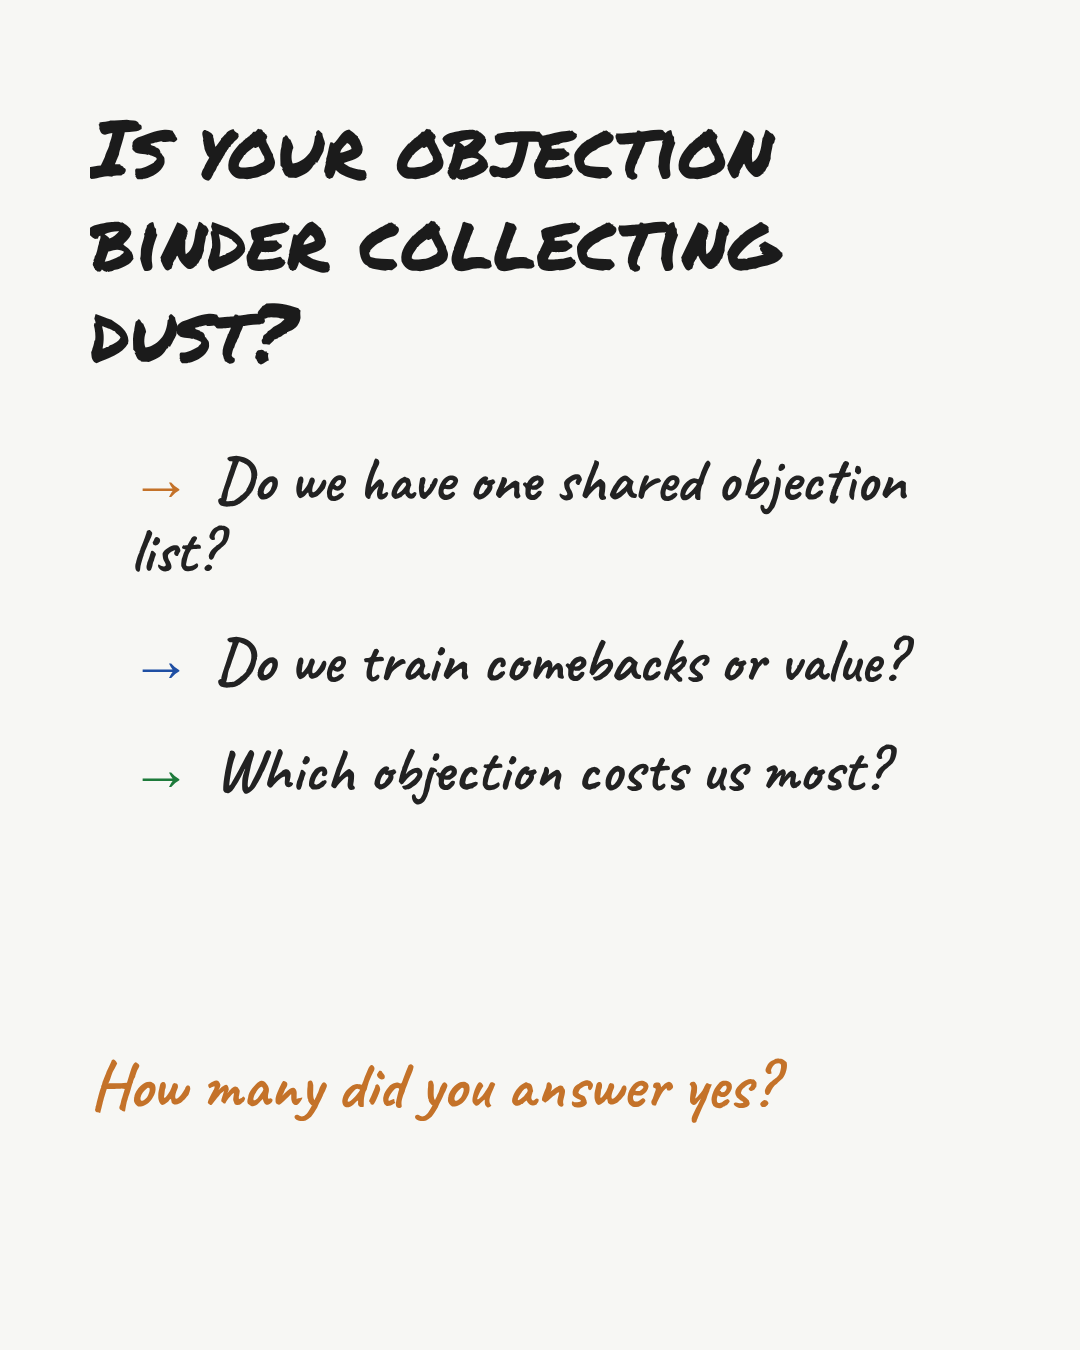 Is your objection
binder collecting
dust?
→ Do we have one shared objection
list?
→ Do we train comebacks or value?
→ Which objection costs us most?
How many did you answer yes?